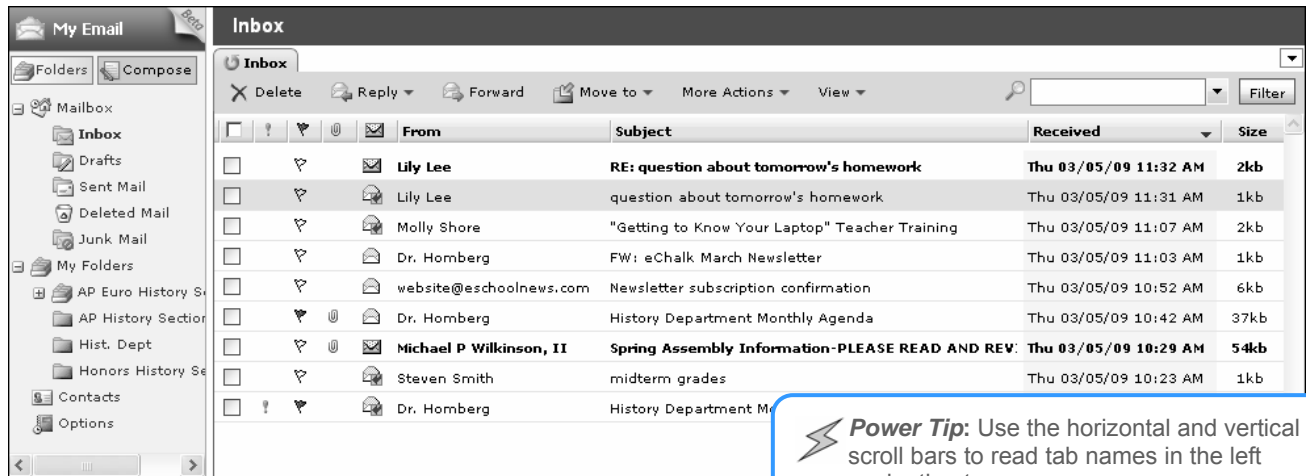 My Email Beta Inbox
Folders Compose Inbox
Delete Reply Forward Move to More Actions View Filter
Mailbox
Inbox
Drafts
Sent Mail
Deleted Mail
Junk Mail
My Folders
AP Euro History
AP History
Hist. Dept
Honors History
Contacts
Options
From Subject Received Size
Lily Lee RE: question about tomorrow's homework Thu 03/05/09 11:32 AM 2kb
Lily Lee question about tomorrow's homework Thu 03/05/09 11:31 AM 1kb
Molly Shore "Getting to Know Your Laptop" Teacher Training Thu 03/05/09 11:07 AM 2kb
Dr. Homberg FW: eChalk March Newsletter Thu 03/05/09 11:03 AM 1kb
website@eschoolnews.com Newsletter subscription confirmation Thu 03/05/09 10:52 AM 6kb
Dr. Homberg History Department Monthly Agenda Thu 03/05/09 10:42 AM 37kb
Michael P Wilkinson, II Spring Assembly Information-PLEASE READ AND Thu 03/05/09 10:29 AM 54kb
Steven Smith midterm grades Thu 03/05/09 10:23 AM 1kb
Dr. Homberg History Department
Power Tip: Use the horizontal and vertical
scroll bars to read tab names in the left